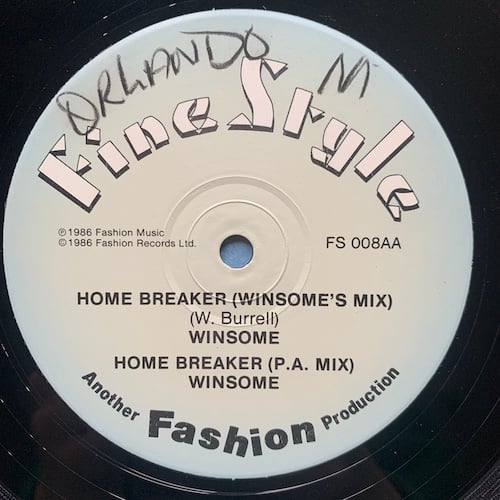 ORLANDO M
Fine Style
℗ 1986 Fashion Music
© 1986 Fashion Records Ltd.
FS 008AA
HOME BREAKER (WINSOME'S MIX)
(W. Burrell)
WINSOME
HOME BREAKER (P.A. MIX)
WINSOME
Another Fashion Production